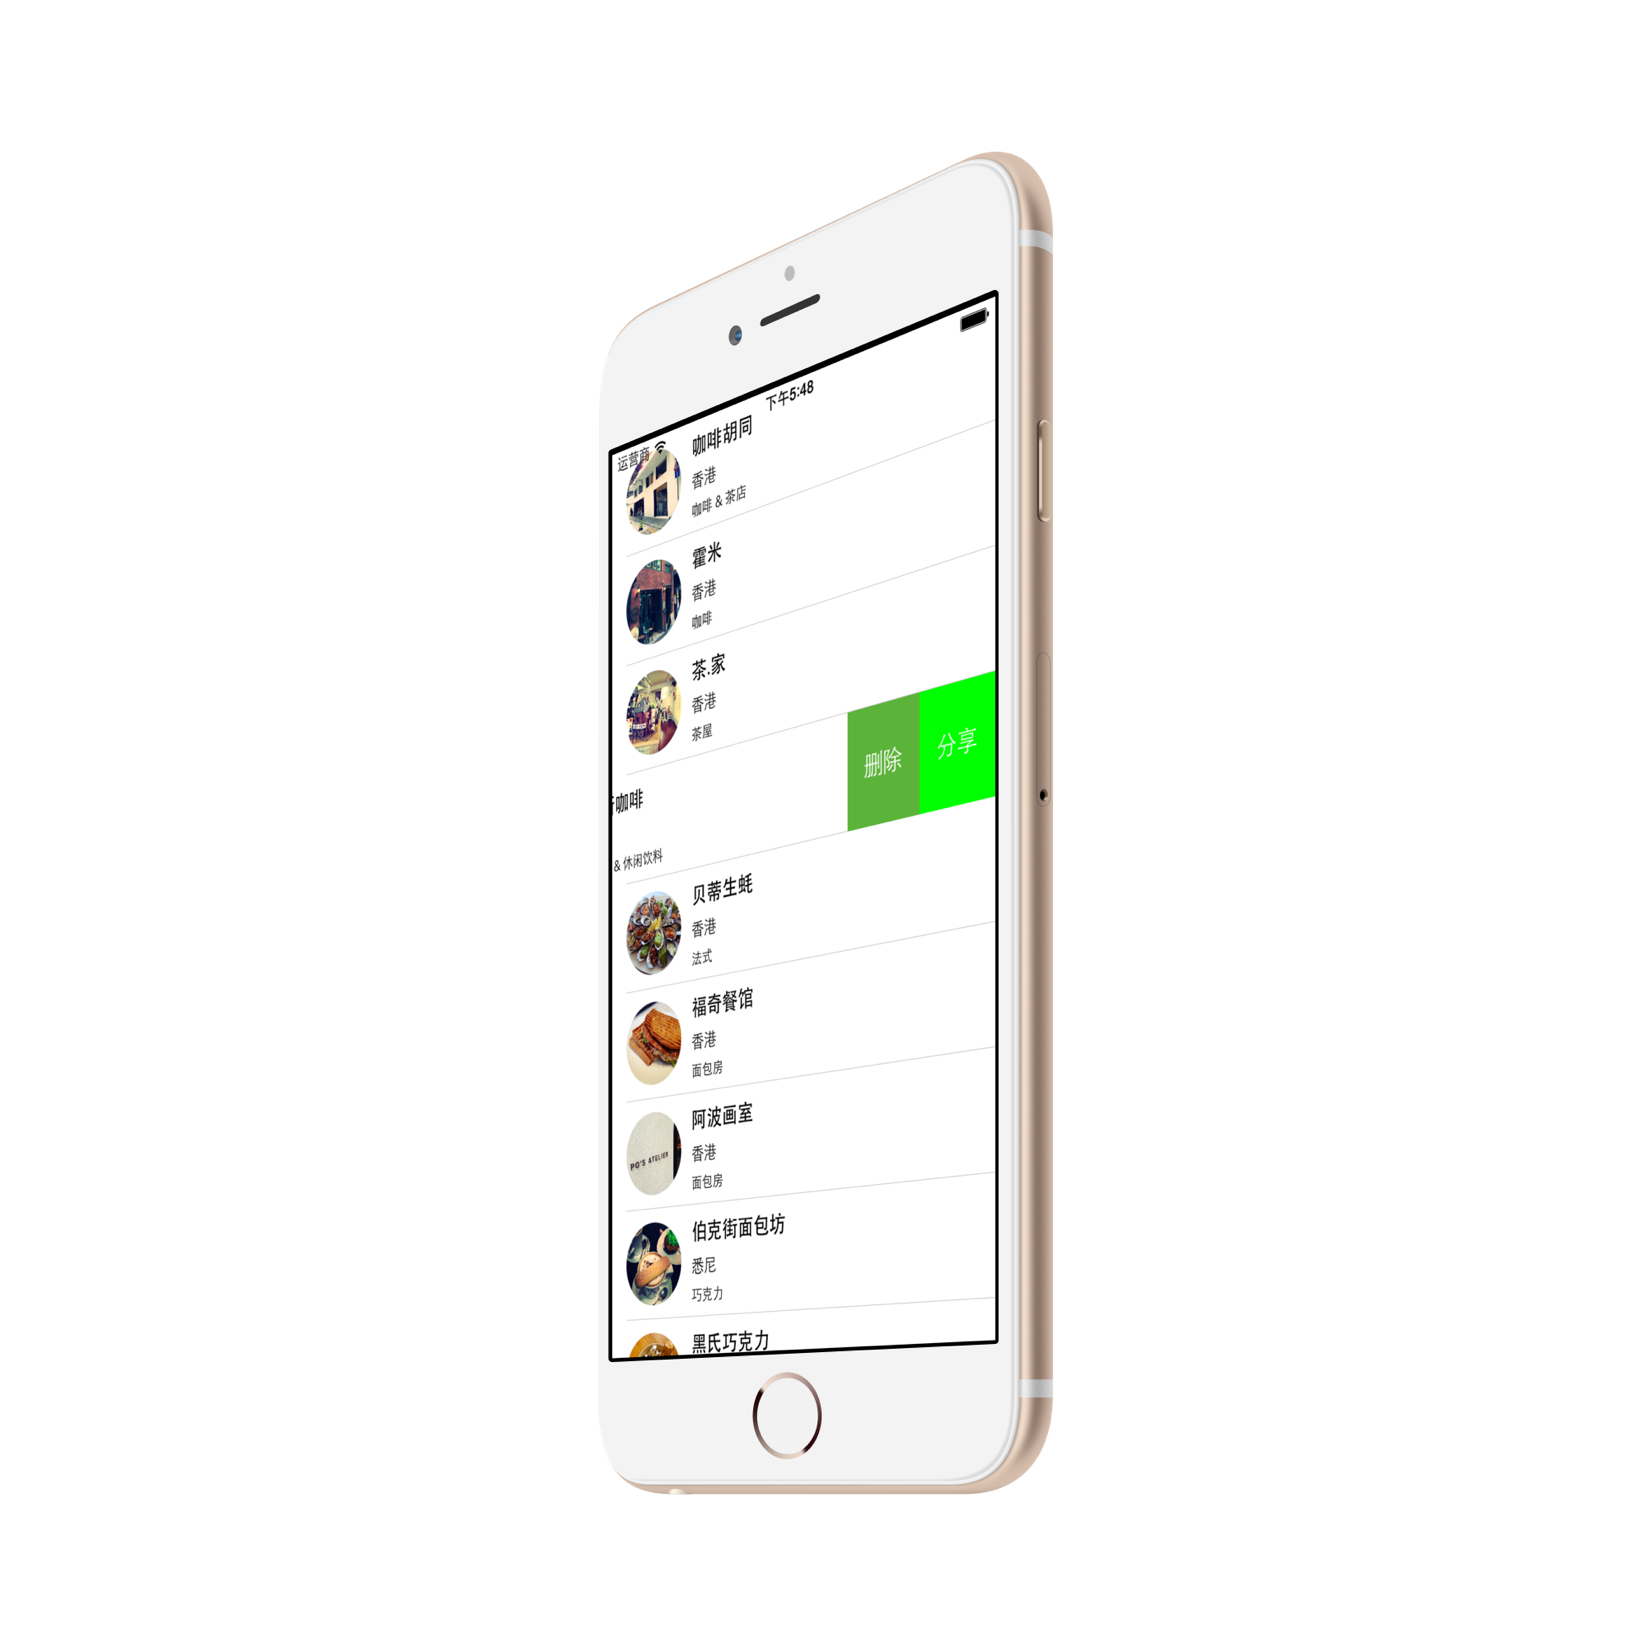 运营商
下午5:48
咖啡胡同
香港
咖啡 & 茶店
霍米
香港
咖啡
茶.家
香港
茶屋
咖啡
& 休闲饮料
删除
分享
贝蒂生蚝
香港
法式
福奇餐馆
香港
面包房
阿波画室
香港
面包房
PO'S ATELIER
伯克街面包坊
悉尼
巧克力
黑氏巧克力